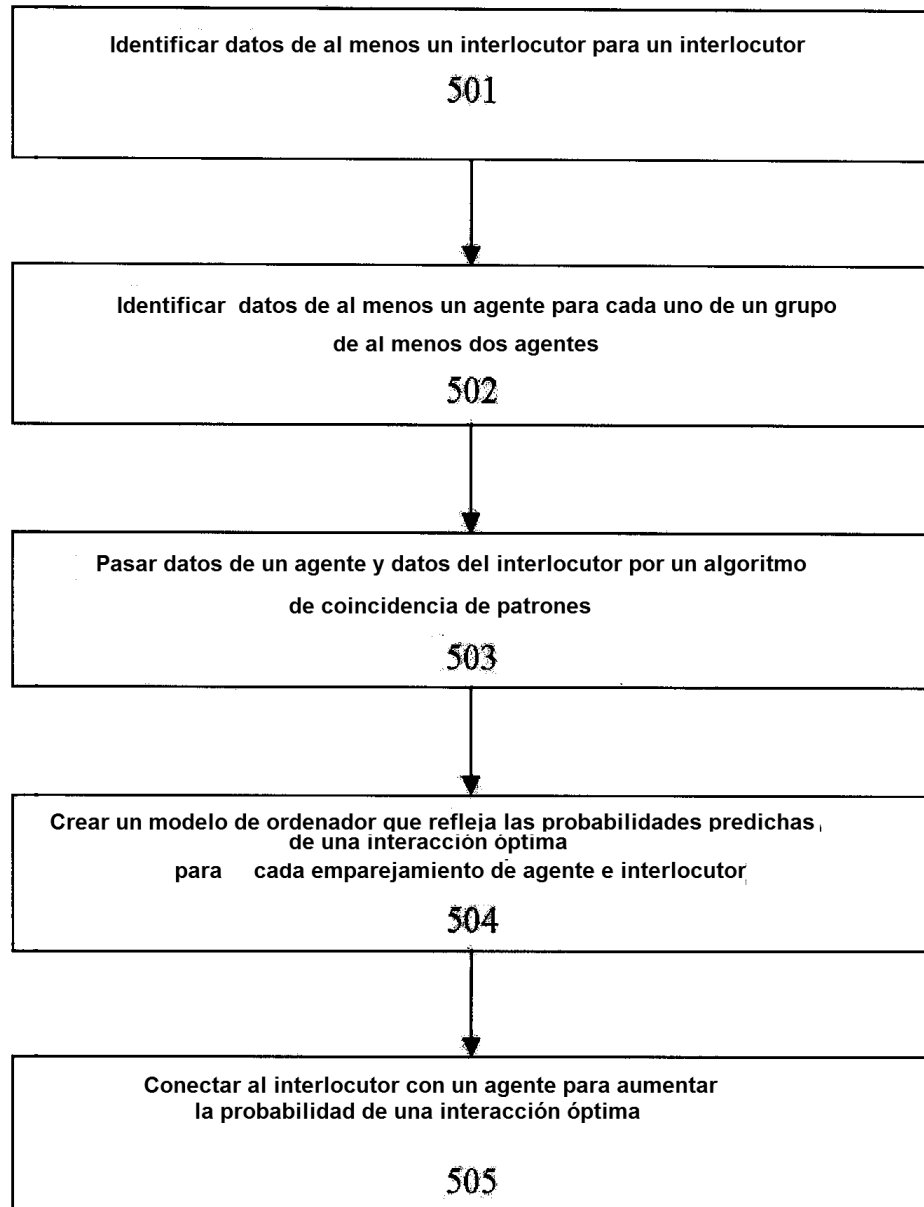 Identificar datos de al menos un interlocutor para un interlocutor
501
Identificar datos de al menos un agente para cada uno de un grupo
de al menos dos agentes
502
Pasar datos de un agente y datos del interlocutor por un algoritmo
de coincidencia de patrones
503
Crear un modelo de ordenador que refleja las probabilidades predichas
de una interacción óptima
para cada emparejamiento de agente e interlocutor
504
Conectar al interlocutor con un agente para aumentar
la probabilidad de una interacción óptima
505